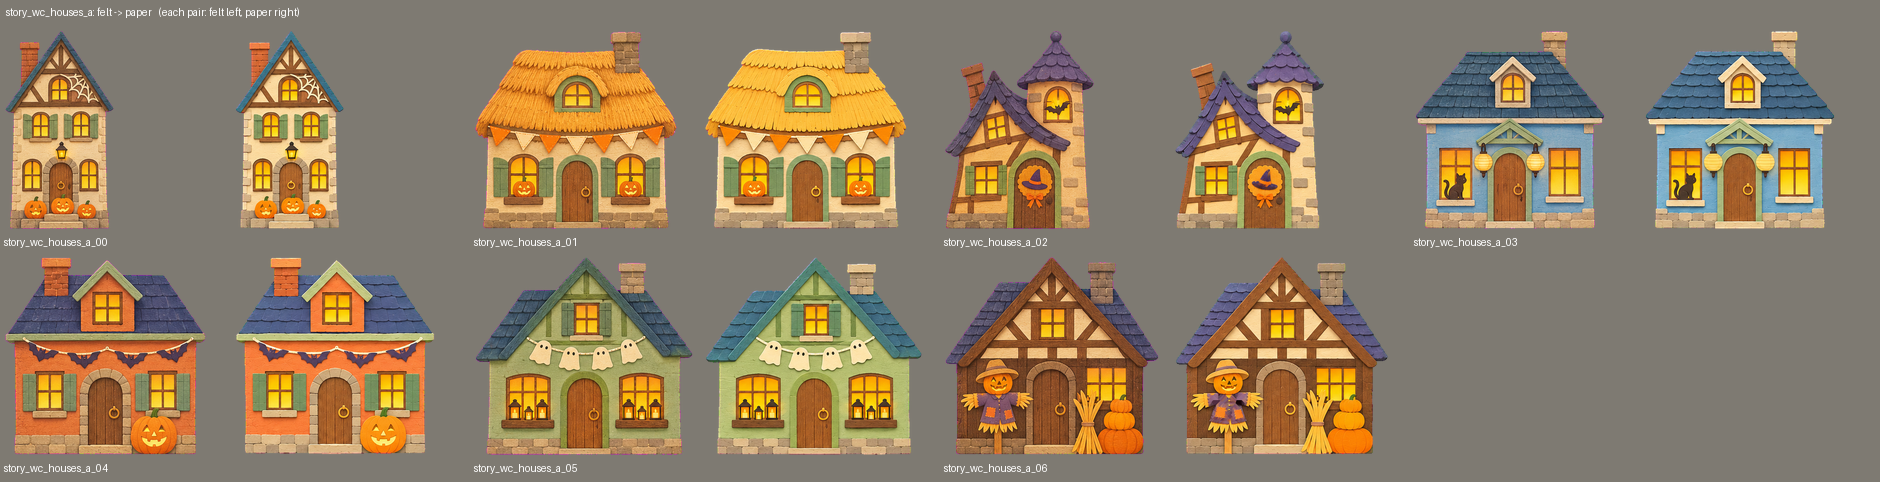 story_wc_houses_a: felt -> paper   (each pair: felt left, paper right)
story_wc_houses_a_00
story_wc_houses_a_01
story_wc_houses_a_02
story_wc_houses_a_03
story_wc_houses_a_04
story_wc_houses_a_05
story_wc_houses_a_06